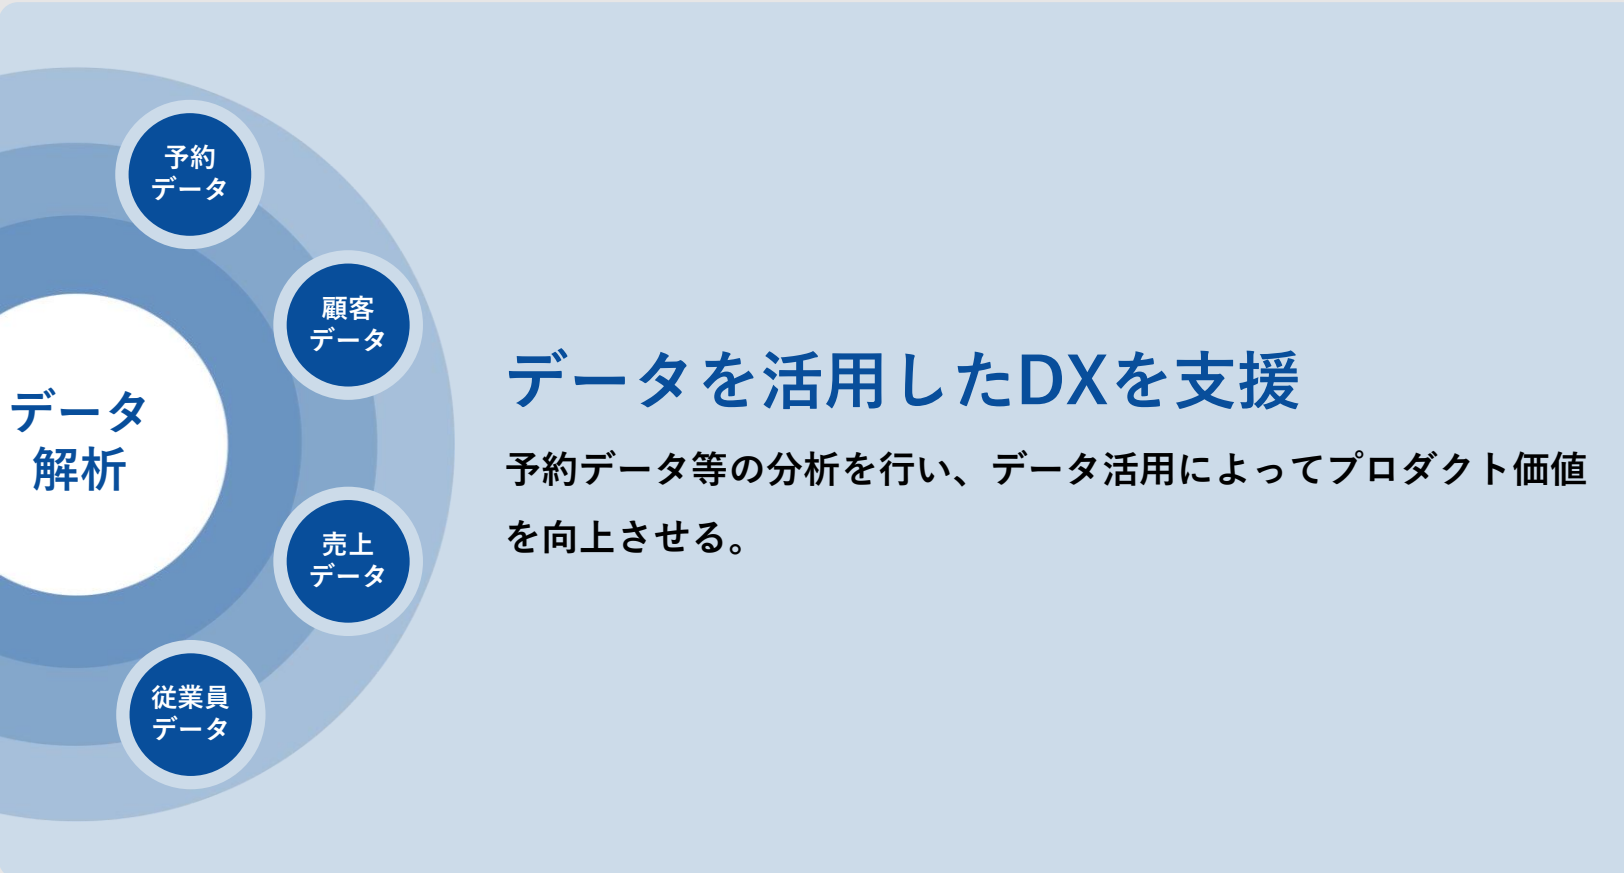 予約
データ
顧客
データ
データ
解析
売上
データ
従業員
データ
データを活用したDXを支援
予約データ等の分析を行い、データ活用によってプロダクト価値
を向上させる。